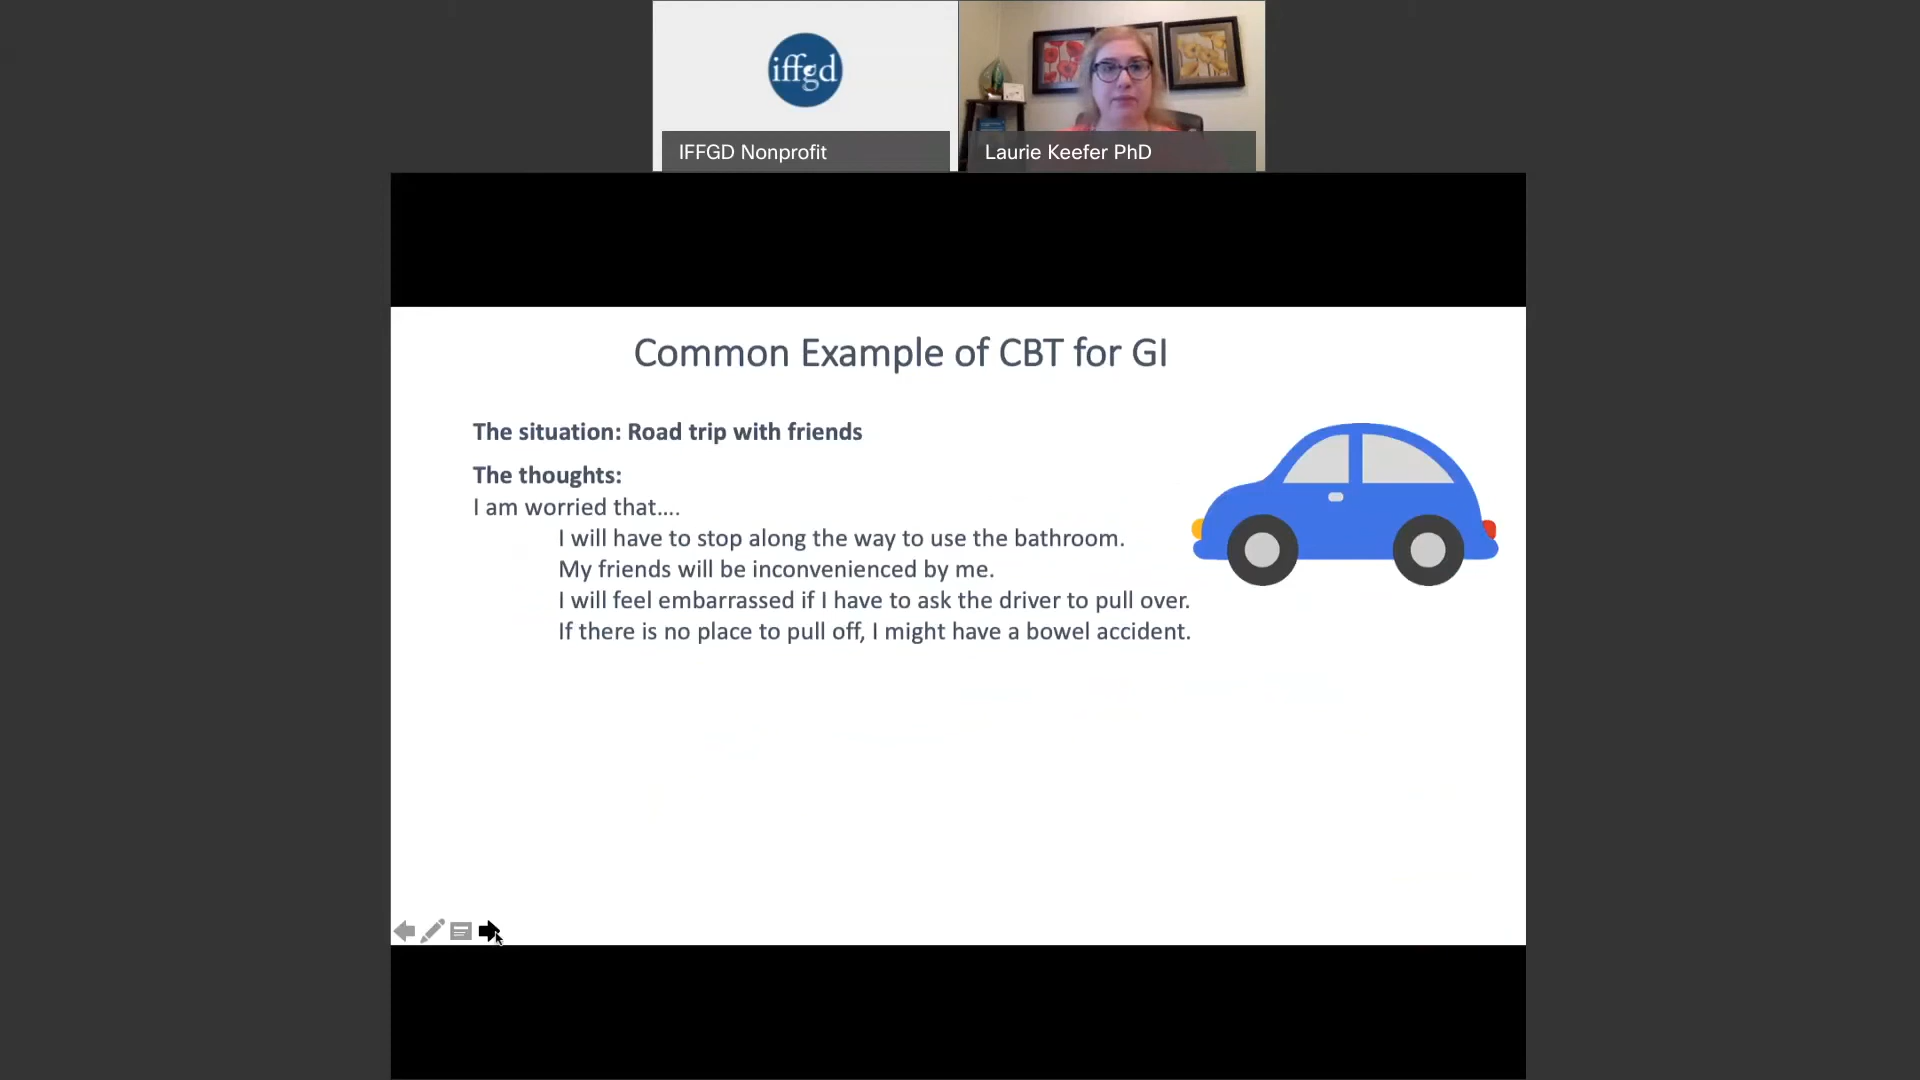 iffgd
IFFGD Nonprofit
Laurie Keefer PhD
Common Example of CBT for GI
The situation: Road trip with friends
The thoughts:
I am worried that....
I will have to stop along the way to use the bathroom.
My friends will be inconvenienced by me.
I will feel embarrassed if I have to ask the driver to pull over.
If there is no place to pull off, I might have a bowel accident.